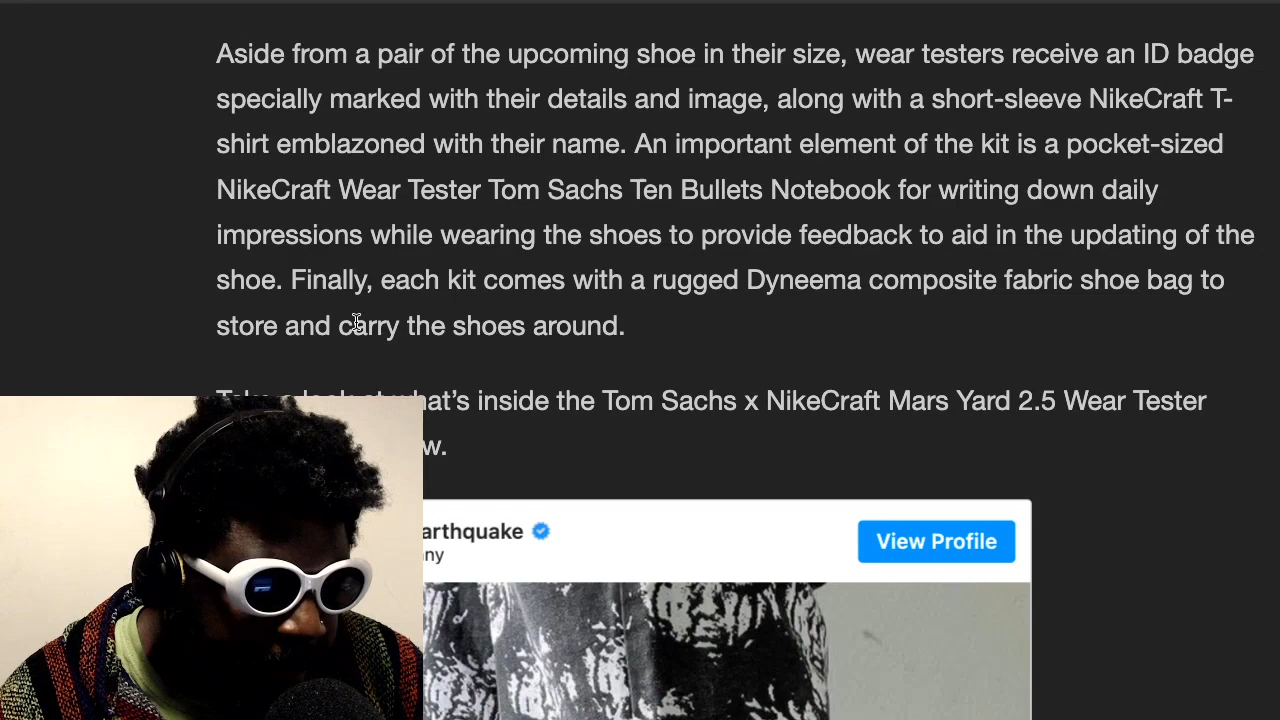 Aside from a pair of the upcoming shoe in their size, wear testers receive an ID badge
specially marked with their details and image, along with a short-sleeve NikeCraft T-
shirt emblazoned with their name. An important element of the kit is a pocket-sized
NikeCraft Wear Tester Tom Sachs Ten Bullets Notebook for writing down daily
impressions while wearing the shoes to provide feedback to aid in the updating of the
shoe. Finally, each kit comes with a rugged Dyneema composite fabric shoe bag to
store and carry the shoes around.
what's inside the Tom Sachs x NikeCraft Mars Yard 2.5 Wear Tester
w.
arthquake
View Profile
ny